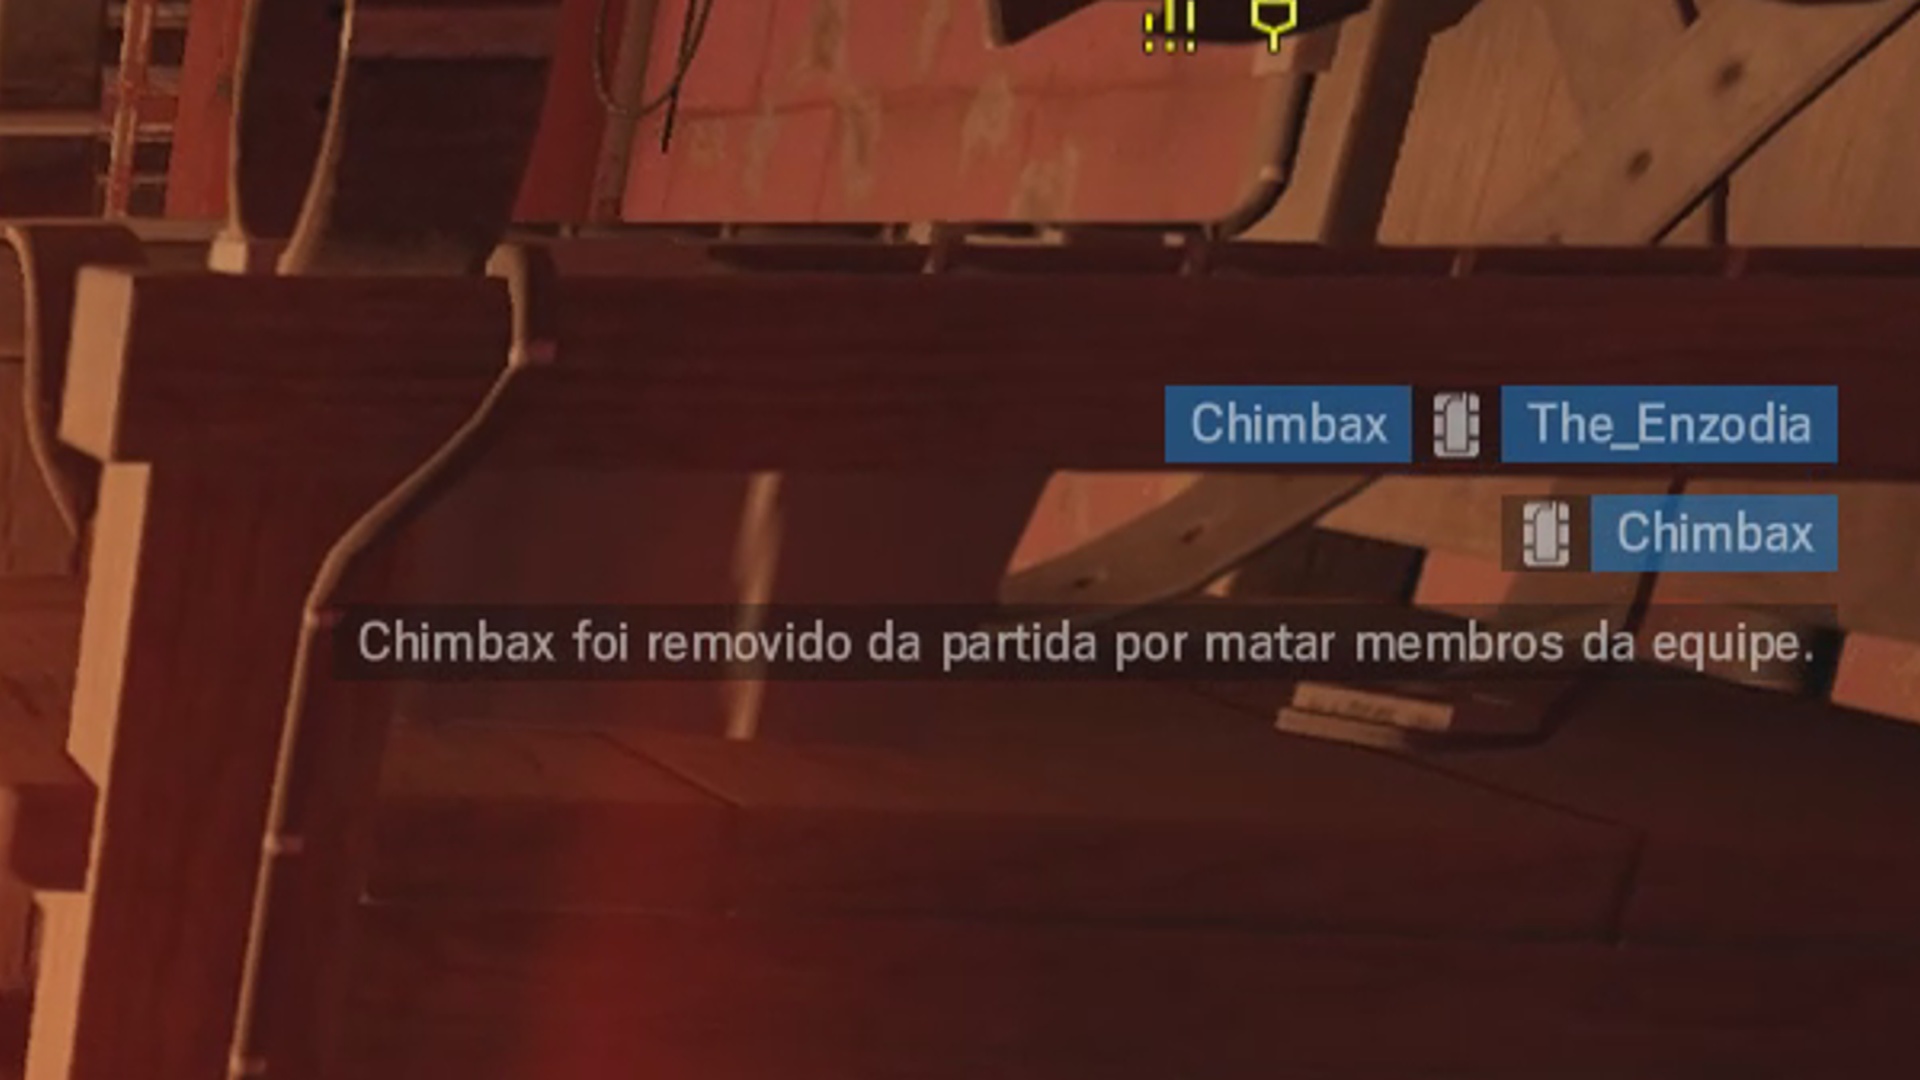 Chimbax The_Enzodia
Chimbax
Chimbax foi removido da partida por matar membros da equipe.